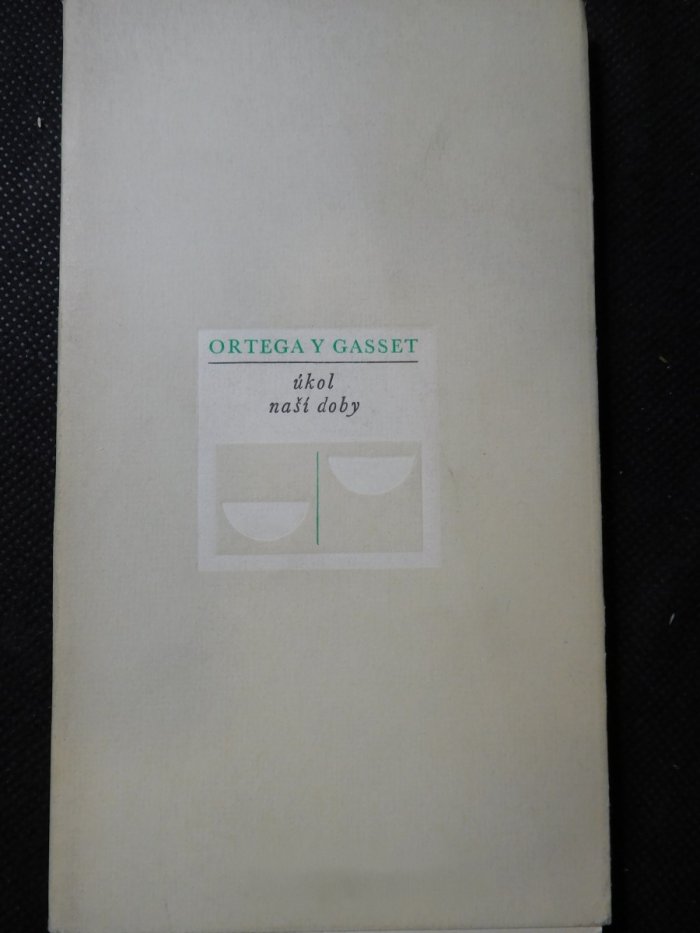 ORTEGA Y GASSET
úkol
naší doby